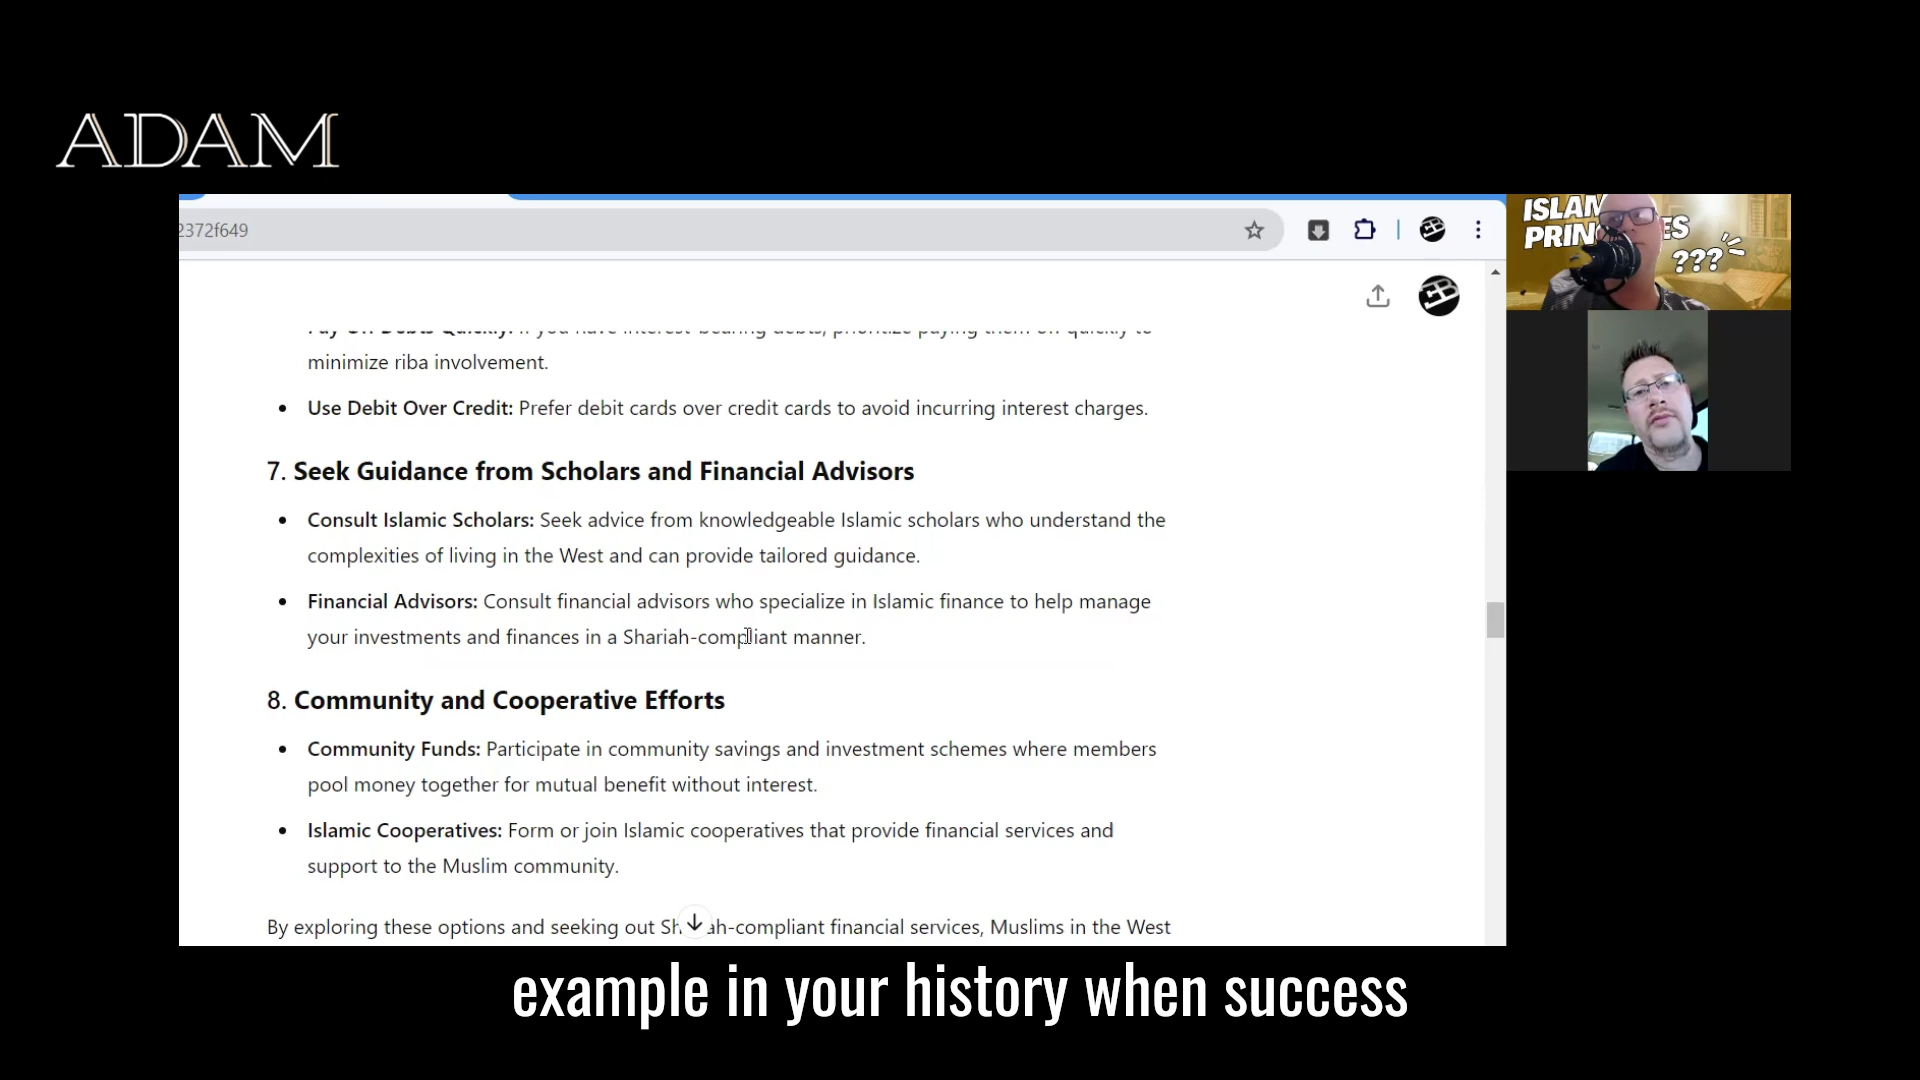 ADAM
2372f649
ISLAM
PRIN ES
???
minimize riba involvement.
• Use Debit Over Credit: Prefer debit cards over credit cards to avoid incurring interest charges.
7. Seek Guidance from Scholars and Financial Advisors
• Consult Islamic Scholars: Seek advice from knowledgeable Islamic scholars who understand the
complexities of living in the West and can provide tailored guidance.
• Financial Advisors: Consult financial advisors who specialize in Islamic finance to help manage
your investments and finances in a Shariah-compliant manner.
8. Community and Cooperative Efforts
• Community Funds: Participate in community savings and investment schemes where members
pool money together for mutual benefit without interest.
• Islamic Cooperatives: Form or join Islamic cooperatives that provide financial services and
support to the Muslim community.
By exploring these options and seeking out Sh ah-compliant financial services, Muslims in the West
example in your history when success